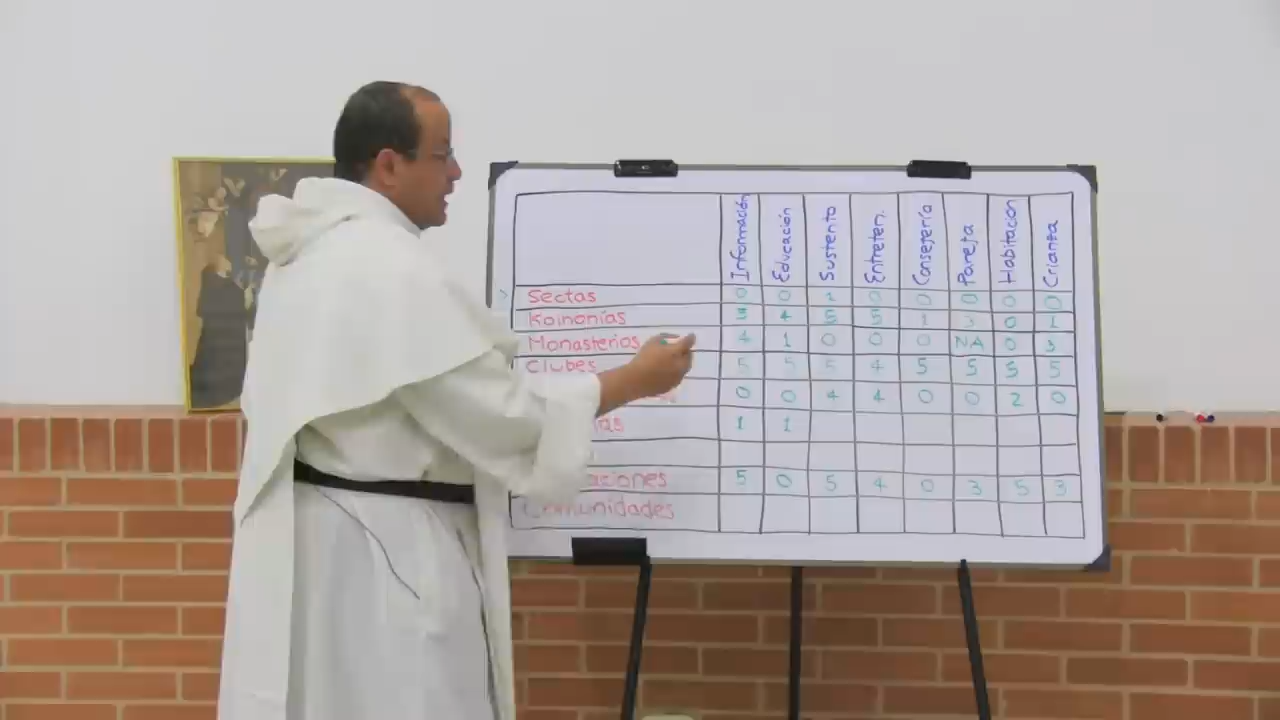 Información Educación Sustento Entreten. Consejería Pareja Habitación Crianza
Sectas 0 0 1 0 0 0 0 0
Koinonías 3 4 5 5 1 3 0 1
Monasterios 4 1 0 0 0 NA 0 3
Clubes 5 5 5 4 5 5 5 5
0 0 4 4 0 0 2 0
1 1
aciones 5 0 5 4 0 3 5 3
Comunidades